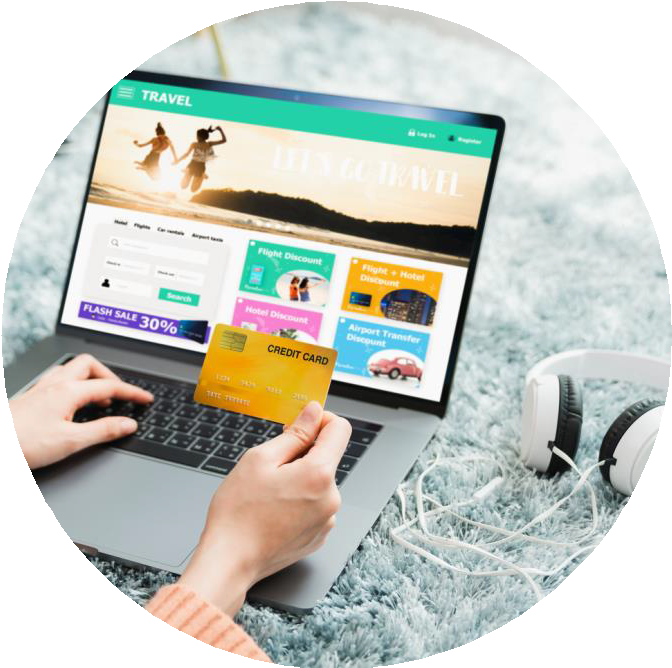 TRAVEL
Log In
Register
LET'S GO TRAVEL
Hotel Flights Car rentals Airport taxis
Search
FLASH SALE 30%
Flight Discount
Flight + Hotel
Discount
Hotel Discount
Airport Transfer
Discount
CREDIT CARD